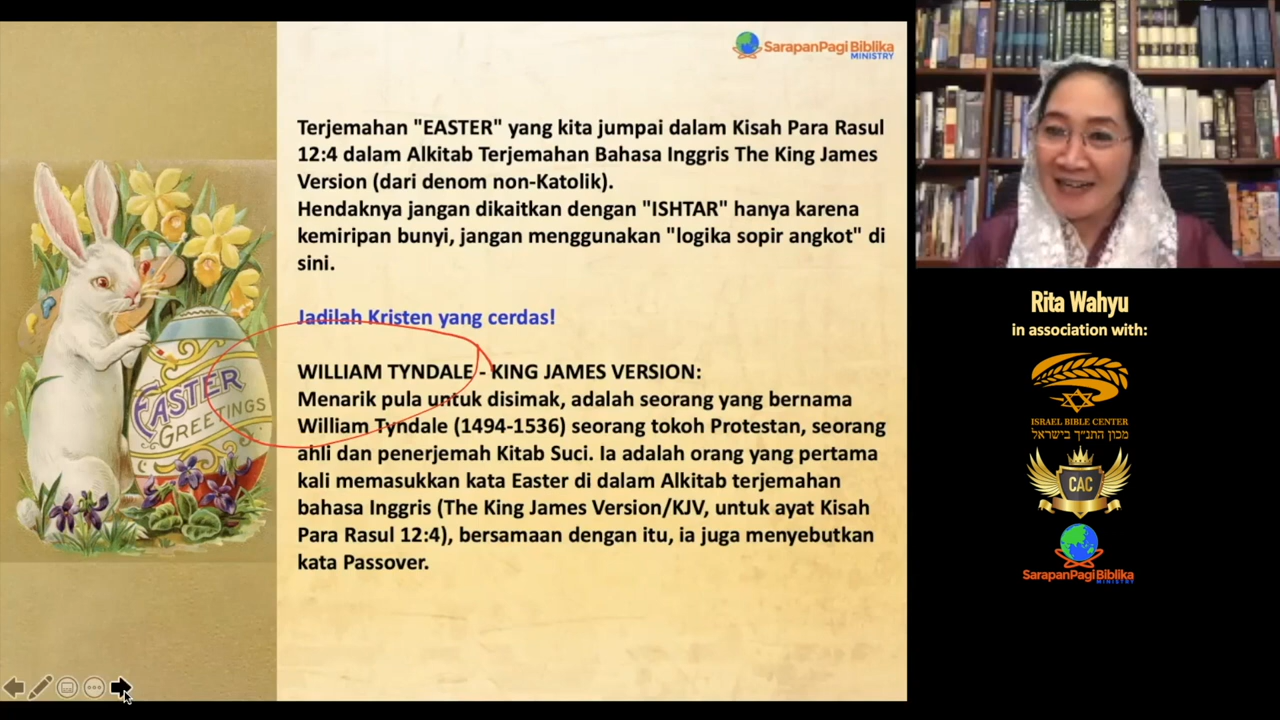 SarapanPagi Biblika
MINISTRY
Terjemahan "EASTER" yang kita jumpai dalam Kisah Para Rasul
12:4 dalam Alkitab Terjemahan Bahasa Inggris The King James
Version (dari denom non-Katolik).
Hendaknya jangan dikaitkan dengan "ISHTAR" hanya karena
kemiripan bunyi, jangan menggunakan "logika sopir angkot" di
sini.
Jadilah Kristen yang cerdas!
WILLIAM TYNDALE - KING JAMES VERSION:
Menarik pula untuk disimak, adalah seorang yang bernama
William Tyndale (1494-1536) seorang tokoh Protestan, seorang
ahli dan penerjemah Kitab Suci. Ia adalah orang yang pertama
kali memasukkan kata Easter di dalam Alkitab terjemahan
bahasa Inggris (The King James Version/KJV, untuk ayat Kisah
Para Rasul 12:4), bersamaan dengan itu, ia juga menyebutkan
kata Passover.
EASTER
GREETINGS
Rita Wahyu
in association with:
ISRAEL BIBLE CENTER
מכון התנ״ך בישראל
CAC
SarapanPagi Biblika
MINISTRY